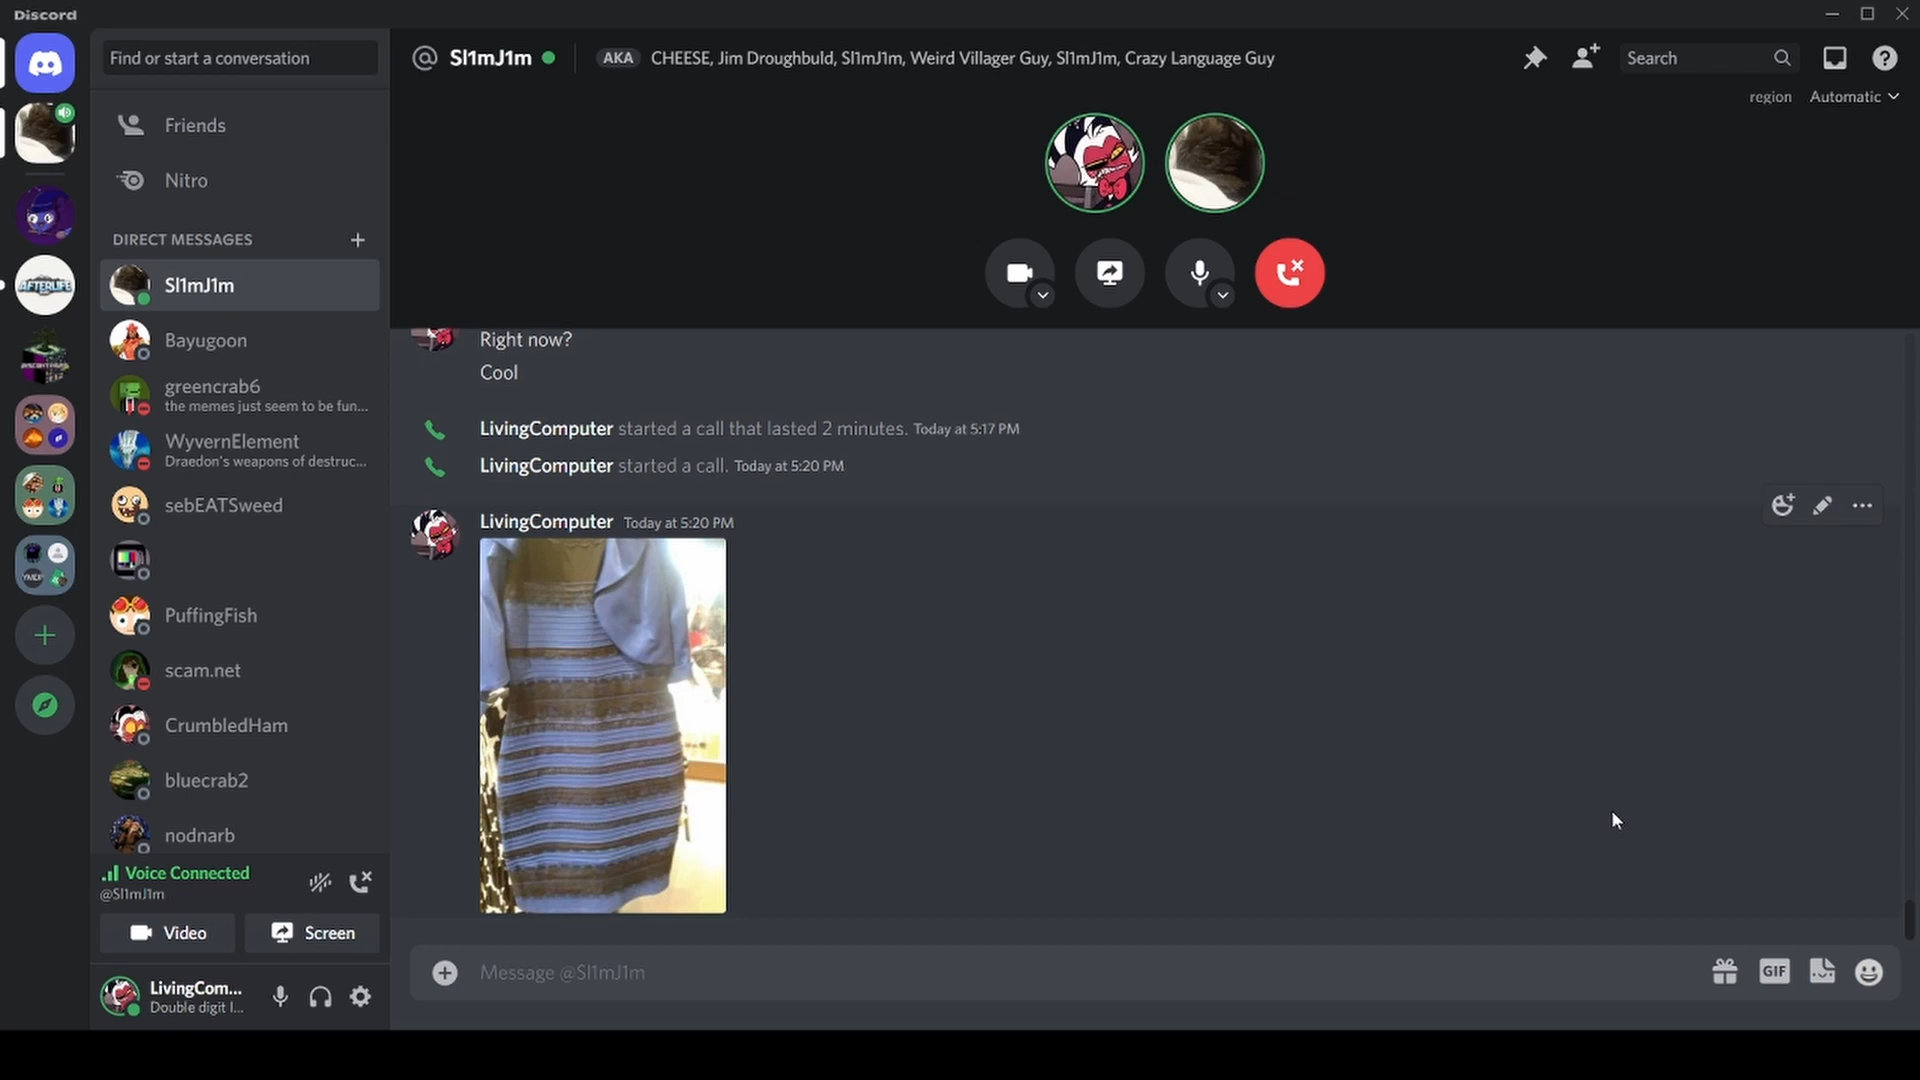 Discord
Find or start a conversation
Friends
Nitro
DIRECT MESSAGES
Sl1mJ1m
Bayugoon
greencrab6
the memes just seem to be fun...
WyvernElement
Draedon's weapons of destruc...
sebEATSweed
PuffingFish
scam.net
CrumbledHam
bluecrab2
nodnarb
Voice Connected
@Sl1mJ1m
Video
Screen
LivingCom...
Double digit I...
AFTERLIFE
YMDP
Sl1mJ1m
AKA CHEESE, Jim Droughbuld, Sl1mJ1m, Weird Villager Guy, Sl1mJ1m, Crazy Language Guy
Search
region Automatic
Right now?
Cool
LivingComputer started a call that lasted 2 minutes. Today at 5:17 PM
LivingComputer started a call. Today at 5:20 PM
LivingComputer Today at 5:20 PM
Message @Sl1mJ1m
GIF